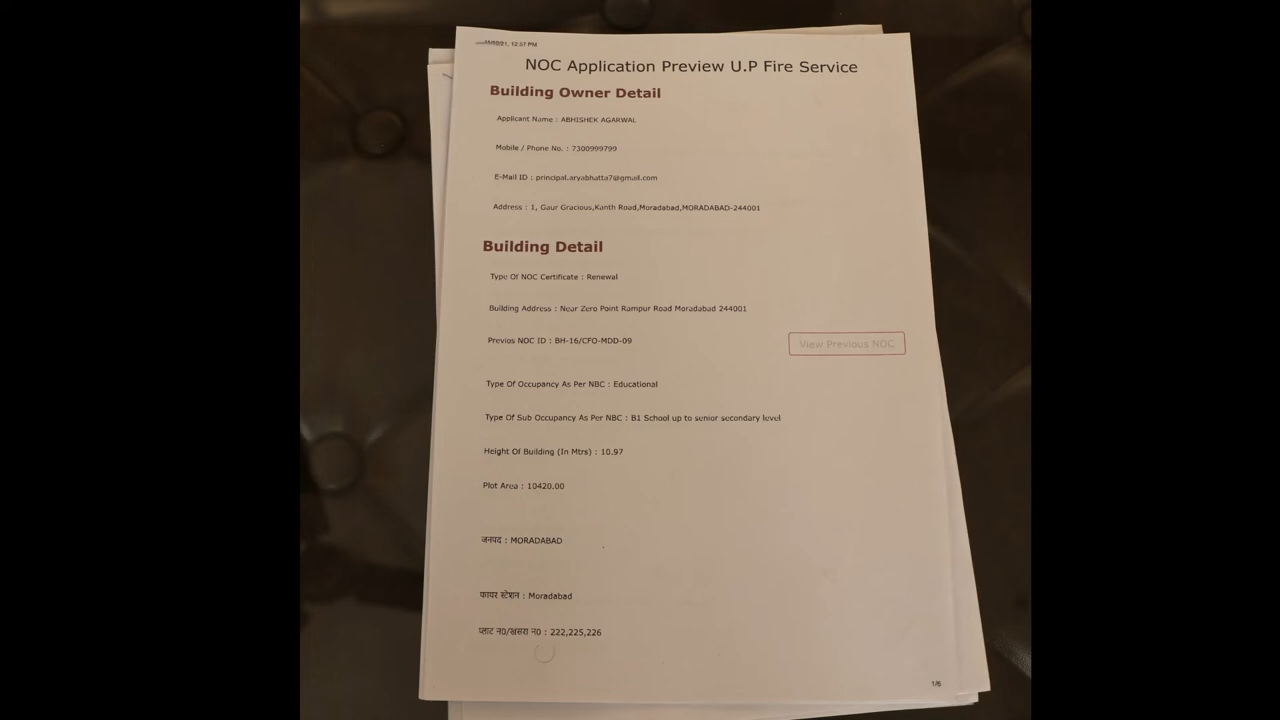 12:57 PM
NOC Application Preview U.P Fire Service
Building Owner Detail
Applicant Name : ABHISHEK AGARWAL
Mobile / Phone No. : 7300999799
E-Mail ID : principal.aryabhatta7@gmail.com
Address : 1, Gaur Gracious,Kanth Road,Moradabad,MORADABAD-244001
Building Detail
Type Of NOC Certificate : Renewal
Building Address : Near Zero Point Rampur Road Moradabad 244001
Previos NOC ID : BH-16/CFO-MDD-09
View Previous NOC
Type Of Occupancy As Per NBC : Educational
Type Of Sub Occupancy As Per NBC : B1 School up to senior secondary level
Height Of Building (In Mtrs) : 10.97
Plot Area : 10420.00
जनपद : MORADABAD
फायर स्टेशन : Moradabad
प्लाट न0/खसरा न0 : 222,225,226
1/6